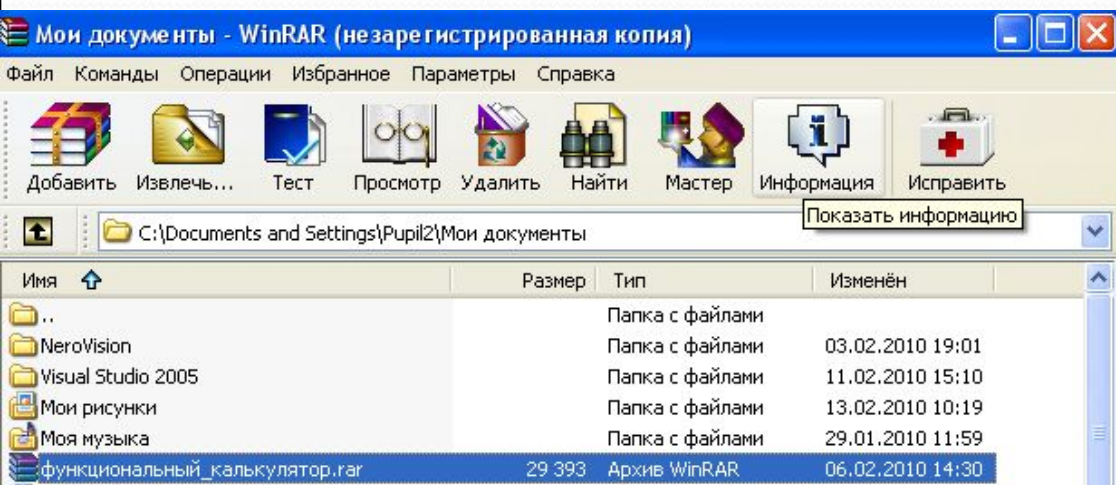 Мои документы - WinRAR (незарегистрированная копия)
Файл Команды Операции Избранное Параметры Справка
Добавить Извлечь... Тест Просмотр Удалить Найти Мастер Информация Исправить
Показать информацию
C:\Documents and Settings\Pupil2\Мои документы
Имя Размер Тип Изменён
.. Папка с файлами
NeroVision Папка с файлами 03.02.2010 19:01
Visual Studio 2005 Папка с файлами 11.02.2010 15:10
Мои рисунки Папка с файлами 13.02.2010 10:19
Моя музыка Папка с файлами 29.01.2010 11:59
функциональный_калькулятор.rar 29 393 Архив WinRAR 06.02.2010 14:30